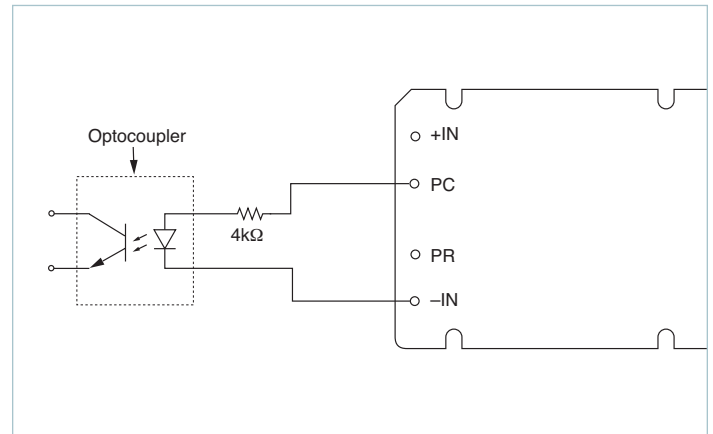 Optocoupler
4kΩ
+IN
PC
PR
–IN